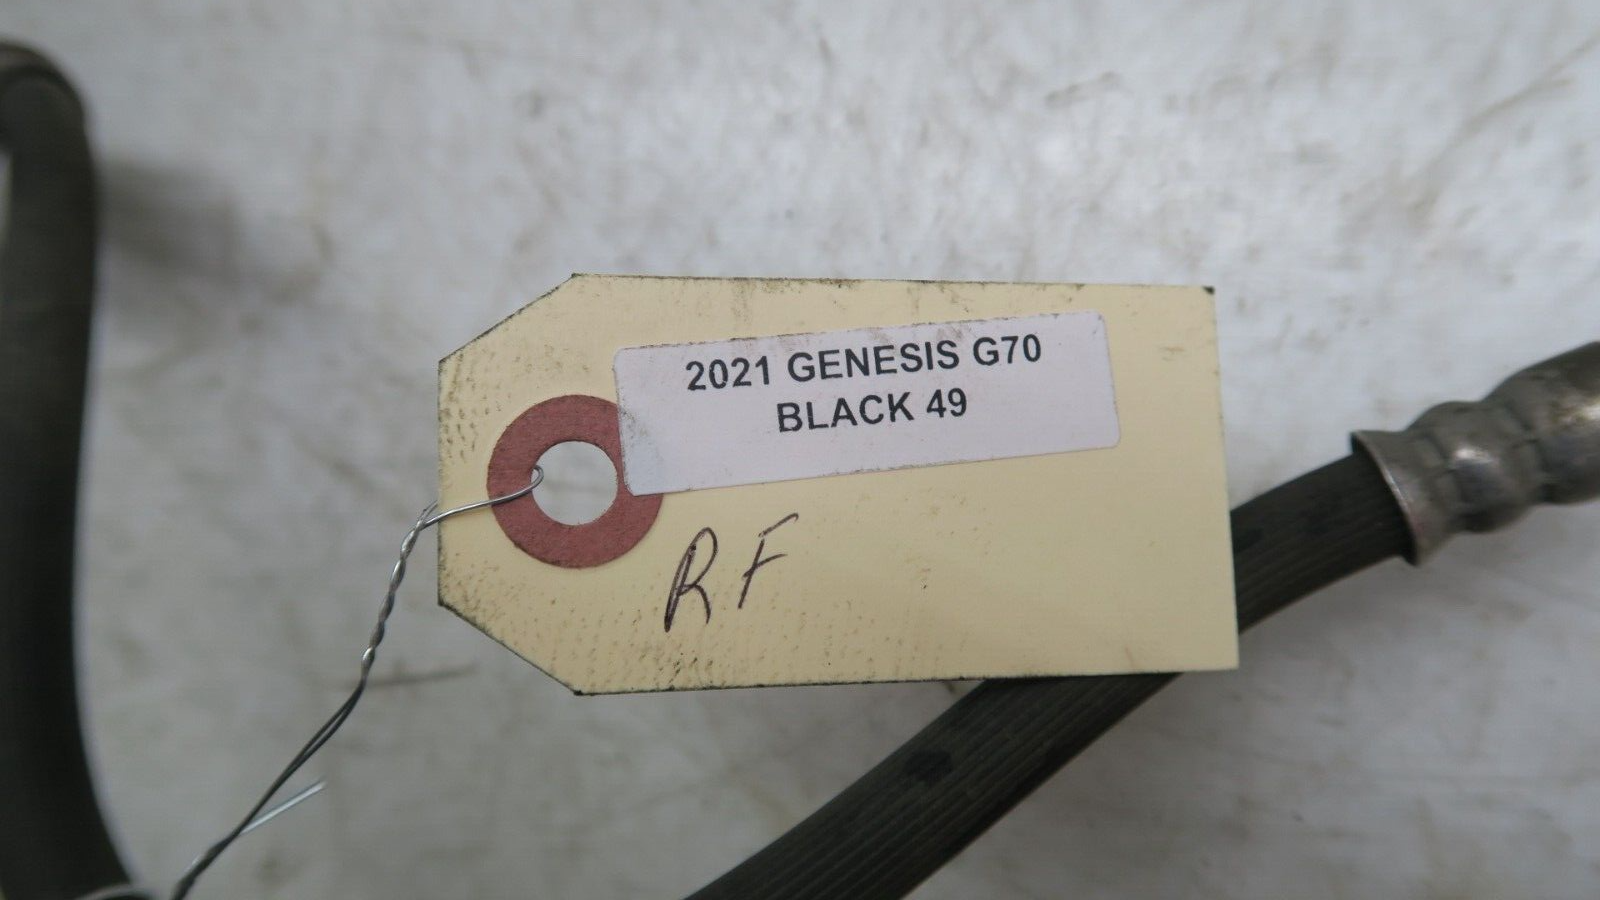 2021 GENESIS G70
BLACK 49
RF